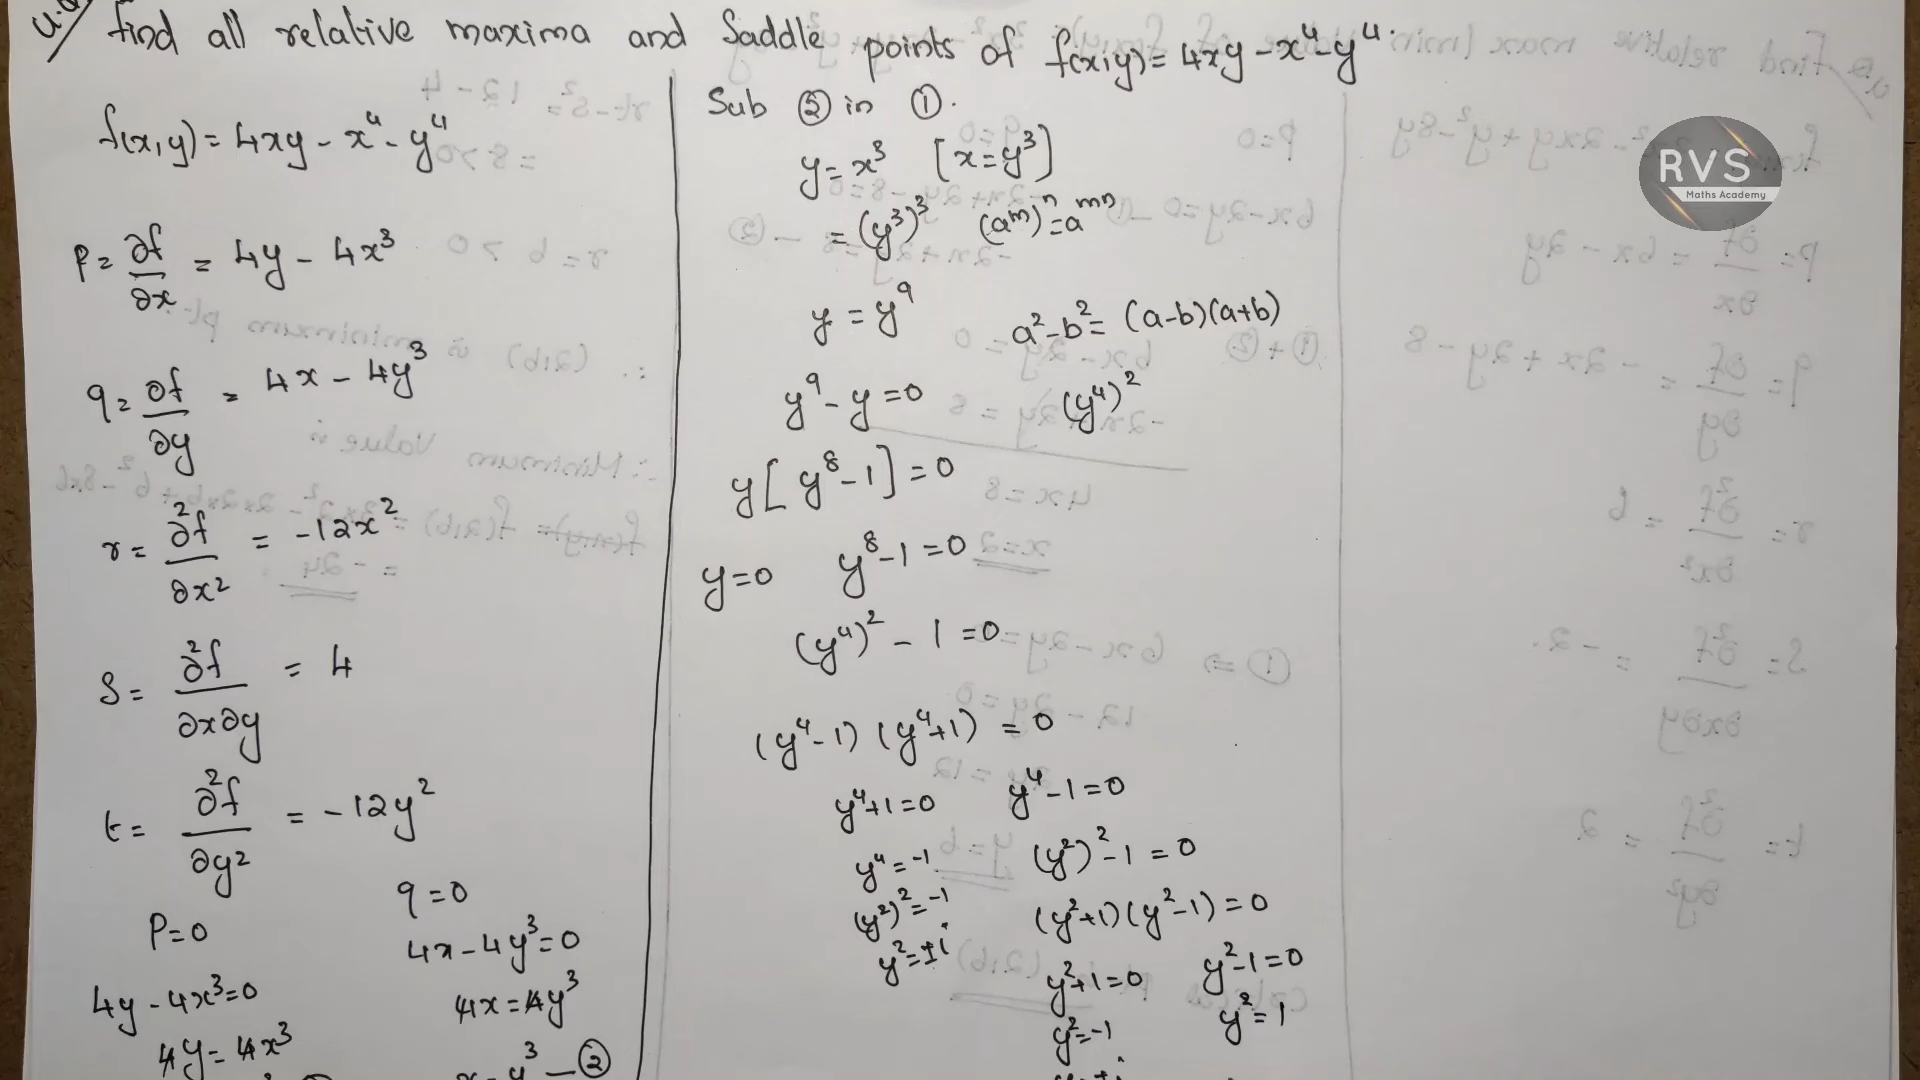 U.Q find all relative maxima and Saddle points of f(x,y)= 4xy-x⁴-y⁴.
f(x,y)= 4xy - x⁴ - y⁴
P= ∂f/∂x = 4y - 4x³
q= ∂f/∂y = 4x - 4y³
r= ∂²f/∂x² = -12x²
S= ∂²f/∂x∂y = 4
t= ∂²f/∂y² = -12y²
P=0
4y-4x³=0
4y=4x³
q=0
4x-4y³=0
4x=4y³
x=y³ — ②
Sub ② in ①.
y=x³ [x=y³]
=(y³)³ (aᵐ)ⁿ=aᵐⁿ
y=y⁹ a²-b²= (a-b)(a+b)
y⁹-y=0 (y⁴)²
y[y⁸-1]=0
y=0 y⁸-1=0
(y⁴)²-1=0
(y⁴-1)(y⁴+1)=0
y⁴+1=0 y⁴-1=0
y⁴=-1 (y²)²-1=0
(y²)²=-1 (y²+1)(y²-1)=0
y²=±i y²+1=0 y²-1=0
y²=-1 y²=1
RVS
Maths Academy